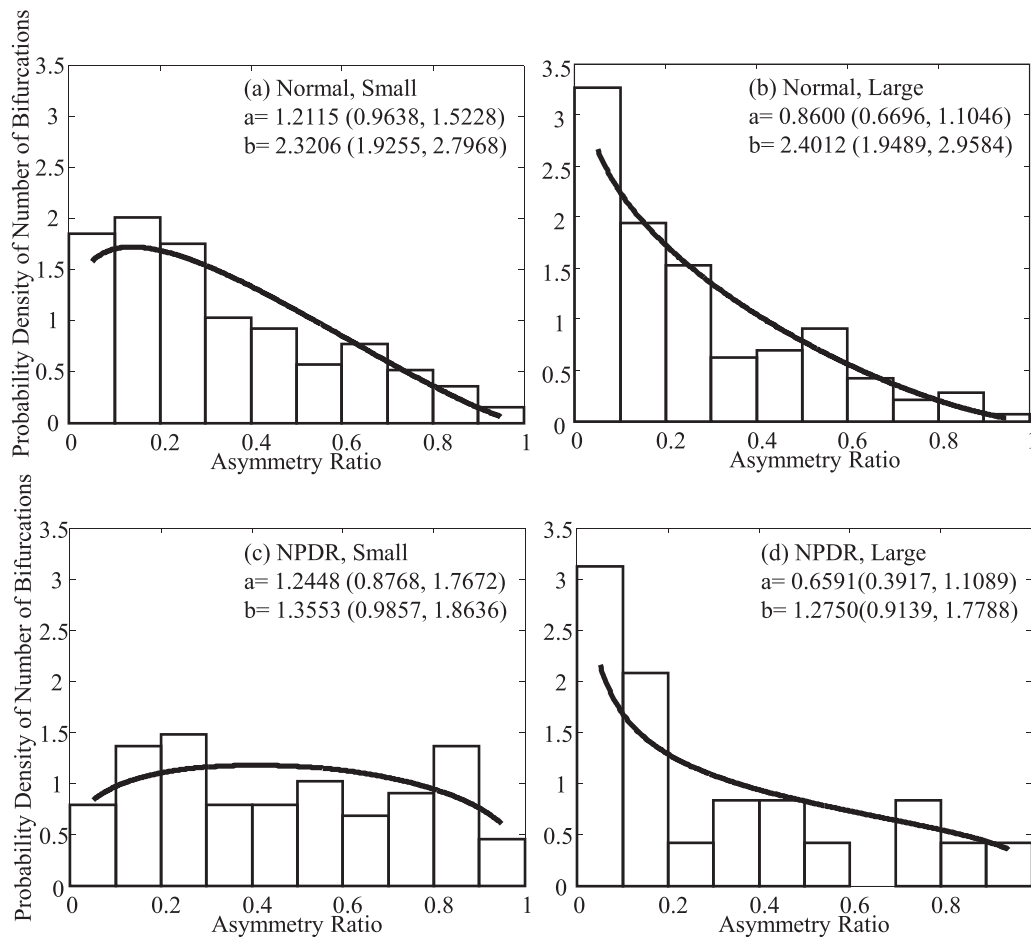 Probability Density of Number of Bifurcations
3.5
3
2.5
2
1.5
1
0.5
0
(a) Normal, Small
a= 1.2115 (0.9638, 1.5228)
b= 2.3206 (1.9255, 2.7968)
0 0.2 0.4 0.6 0.8 1
Asymmetry Ratio
3.5
3
2.5
2
1.5
1
0.5
0
(b) Normal, Large
a= 0.8600 (0.6696, 1.1046)
b= 2.4012 (1.9489, 2.9584)
0 0.2 0.4 0.6 0.8 1
Asymmetry Ratio
Probability Density of Number of Bifurcations
3.5
3
2.5
2
1.5
1
0.5
0
(c) NPDR, Small
a= 1.2448 (0.8768, 1.7672)
b= 1.3553 (0.9857, 1.8636)
0 0.2 0.4 0.6 0.8 1
Asymmetry Ratio
3.5
3
2.5
2
1.5
1
0.5
0
(d) NPDR, Large
a= 0.6591(0.3917, 1.1089)
b= 1.2750(0.9139, 1.7788)
0 0.2 0.4 0.6 0.8
Asymmetry Ratio